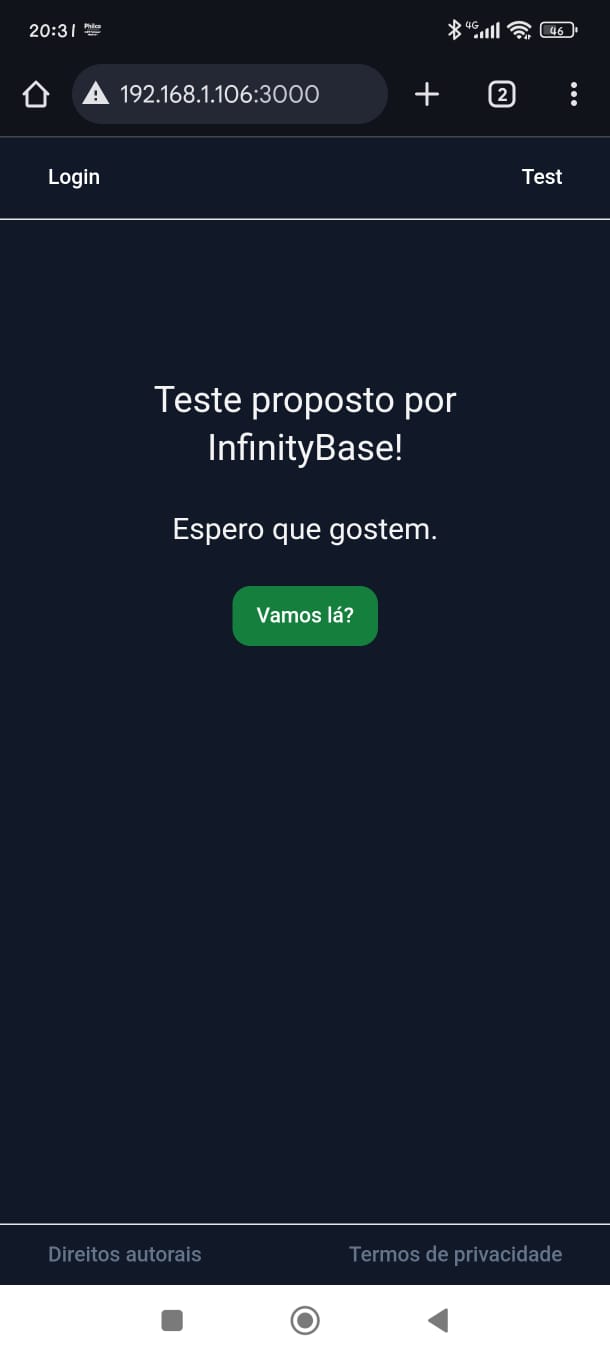 20:31 Philco
46
192.168.1.106:3000
2
Login
Test
Teste proposto por
InfinityBase!
Espero que gostem.
Vamos lá?
Direitos autorais
Termos de privacidade